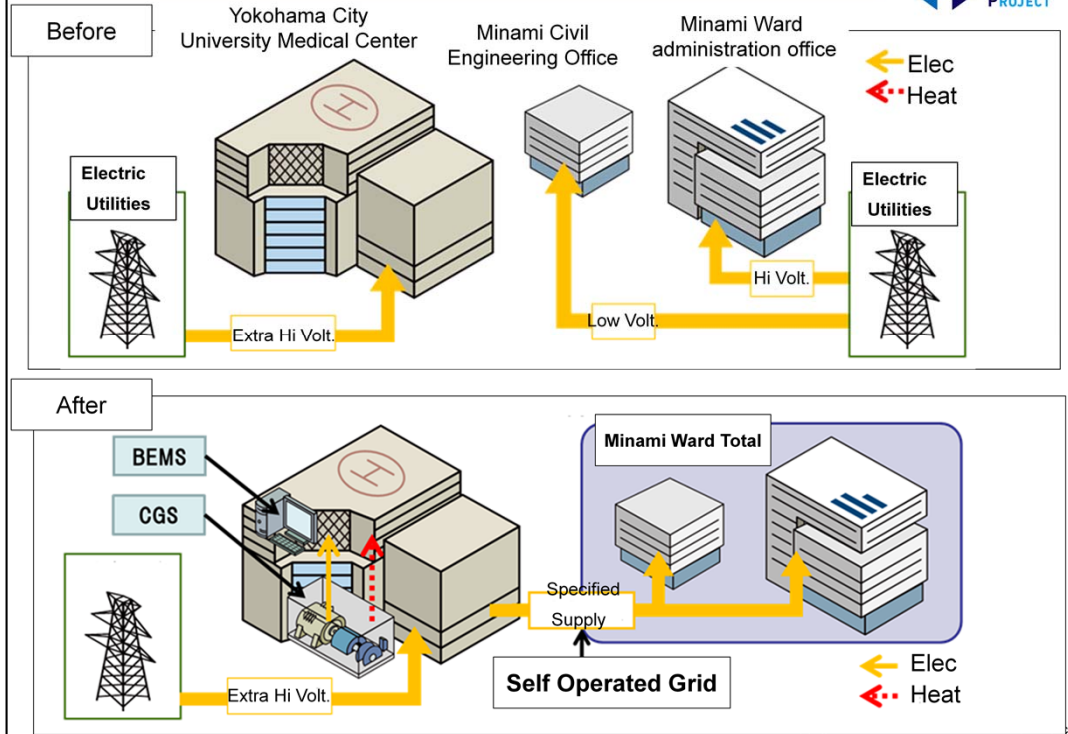 PROJECT
Before
Yokohama City
University Medical Center
Minami Civil
Engineering Office
Minami Ward
administration office
Elec
Heat
Electric
Utilities
Electric
Utilities
Extra Hi Volt.
Low Volt.
Hi Volt.
After
BEMS
CGS
Minami Ward Total
Specified
Supply
Extra Hi Volt.
Self Operated Grid
Elec
Heat